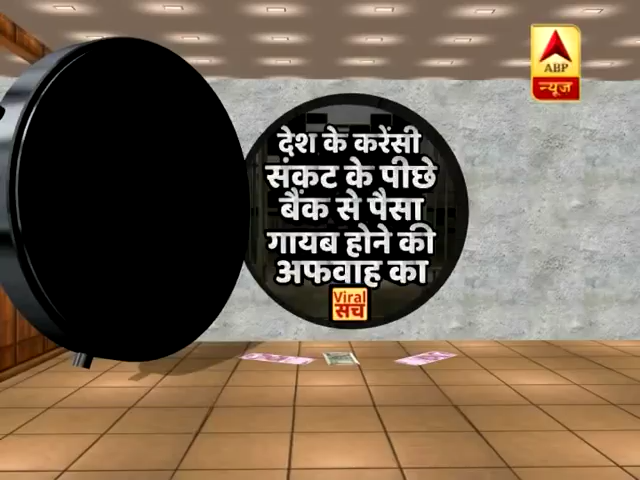 ABP
न्यूज़
देश के करेंसी
संकट के पीछे
बैंक से पैसा
गायब होने की
अफवाह का
Viral
सच